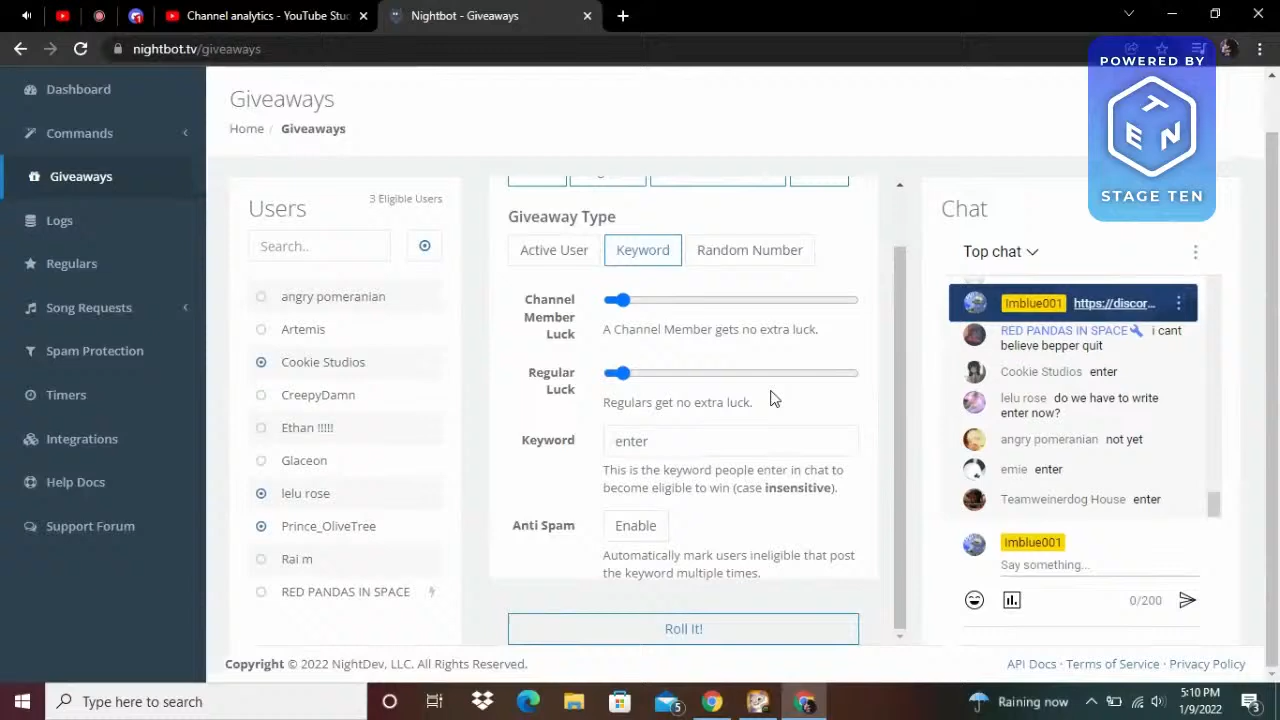 Channel analytics - YouTube Stu
Nightbot - Giveaways
nightbot.tv/giveaways
POWERED BY
TEN
STAGE TEN
Dashboard
Commands
Giveaways
Logs
Regulars
Song Requests
Spam Protection
Timers
Integrations
Help Docs
Support Forum
Giveaways
Home / Giveaways
Users
3 Eligible Users
Search..
angry pomeranian
Artemis
Cookie Studios
CreepyDamn
Ethan !!!!!
Glaceon
lelu rose
Prince_OliveTree
Rai m
RED PANDAS IN SPACE
Giveaway Type
Active User
Keyword
Random Number
Channel
Member
Luck
A Channel Member gets no extra luck.
Regular
Luck
Regulars get no extra luck.
Keyword
enter
This is the keyword people enter in chat to
become eligible to win (case insensitive).
Anti Spam
Enable
Automatically mark users ineligible that post
the keyword multiple times.
Roll It!
Chat
Top chat
Imblue001 https://discor...
RED PANDAS IN SPACE i cant
believe bepper quit
Cookie Studios enter
lelu rose do we have to write
enter now?
angry pomeranian not yet
emie enter
Teamweinerdog House enter
Imblue001
Say something...
0/200
Copyright © 2022 NightDev, LLC. All Rights Reserved.
API Docs · Terms of Service · Privacy Policy
Type here to search
5
Raining now
5:10 PM
1/9/2022
3